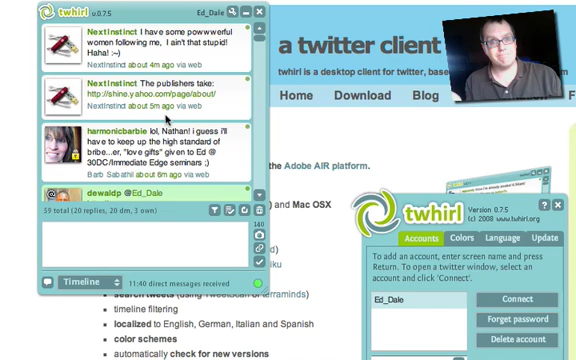 twhirl v.0.7.5 Ed_Dale
NextInstinct I have some powwwerful
women following me, I ain't that stupid!
Haha! :~)
NextInstinct about 4m ago via web
NextInstinct The publishers take:
http://shine.yahoo.com/page/about/
NextInstinct about 5m ago via web
harmonicbarbie lol, Nathan! i guess i'll
have to keep up the high standard of
bribe...er, "love gifts" given to Ed @
30DC/Immediate Edge seminars ;)
Barb Sabathil about 6m ago via web
dewaldp @Ed_Dale
59 total (20 replies, 20 dm, 3 own)
140
Timeline
11:40 direct messages received
a twitter client
twhirl is a desktop client for twitter, base
Home Download Blog
F
the Adobe AIR platform.
) and Mac OSX
search tweets (using TweetScan or terraminds)
timeline filtering
localized to English, German, Italian and Spanish
color schemes
automatically check for new versions
twhirl
Version 0.7.5
(c) 2008 www.twhirl.org
Accounts Colors Language Update
To add an account, enter screen name and press
Return. To open a twitter window, select an
account and click 'Connect'.
Ed_Dale
Connect
Forget password
Delete account